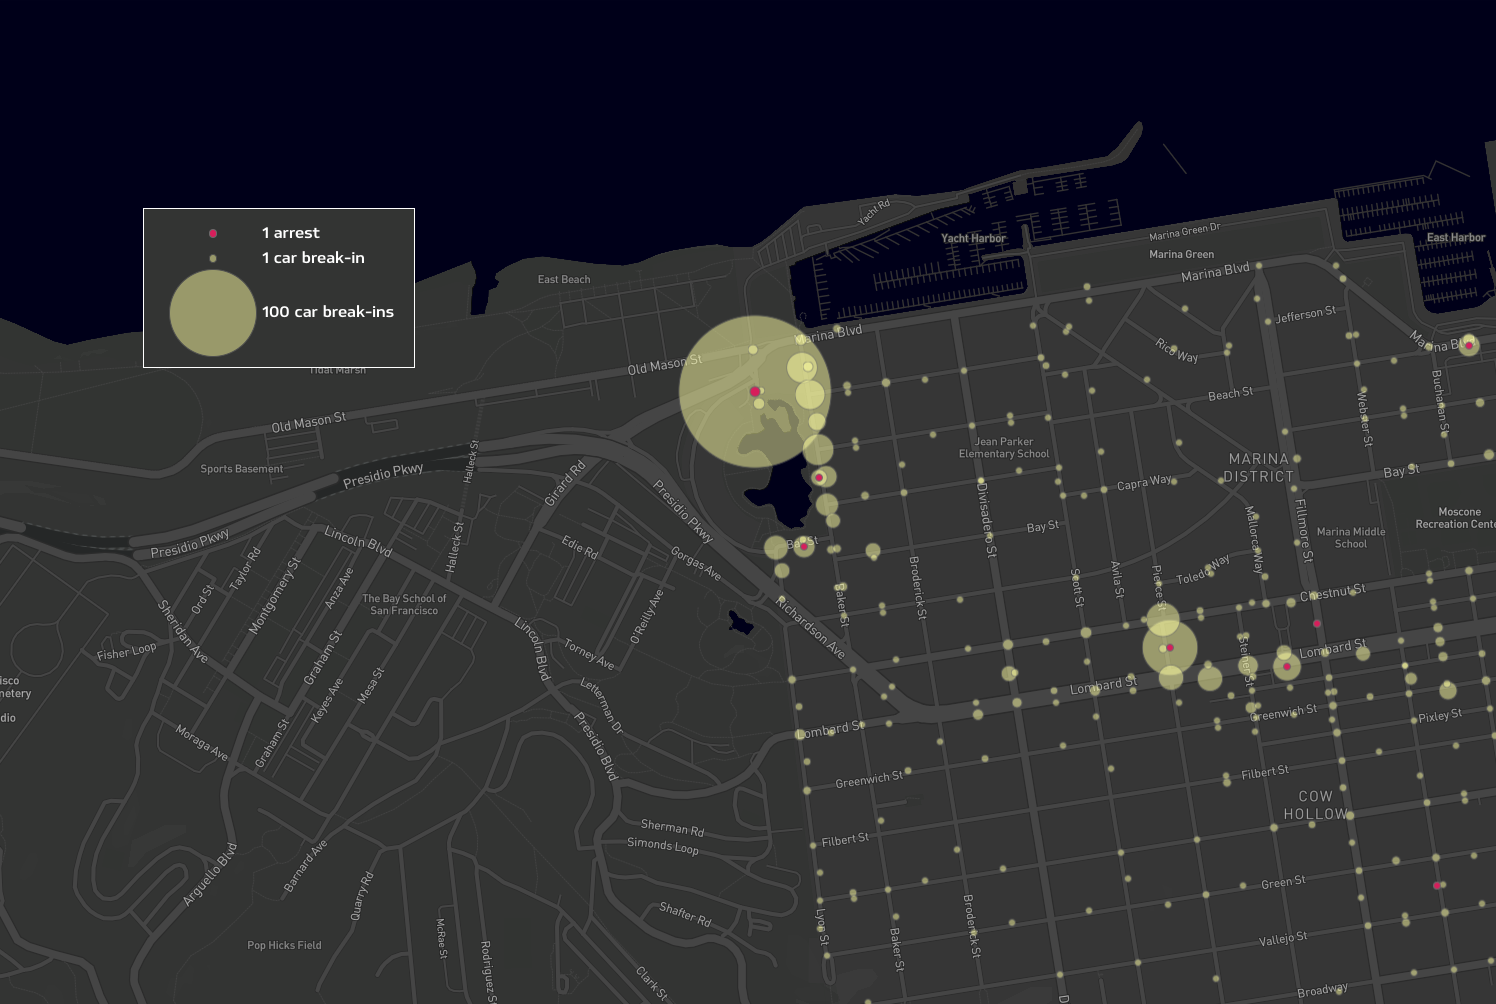 1 arrest
1 car break-in
100 car break-ins
Yacht Rd
Yacht Harbor
Marina Green Dr
Marina Green
East Harbor
East Beach
Marina Blvd
Jefferson St
Marina Blvd
Old Mason St
Rico Way
Tidal Marsh
Beach St
Buchanan St
Webster St
Old Mason St
Jean Parker
Elementary School
MARINA
DISTRICT
Sports Basement
Halleck St
Presidio Pkwy
Girard Rd
Presidio Pkwy
Divisadero St
Capra Way
Bay St
Fillmore St
Mallorca Way
Moscone
Recreation Cente
Marina Middle
School
Presidio Pkwy
Lincoln Blvd
Halleck St
Edie Rd
Gorgas Ave
Bay St
Toledo Way
Taylor Rd
Ord St
Montgomery St
Anza Ave
The Bay School of
San Francisco
O'Reilly Ave
Baker St
Broderick St
Scott St
Avila St
Pierce St
Chestnut St
Sheridan Ave
Fisher Loop
Graham St
Lincoln Blvd
Torney Ave
Richardson Ave
Steiner St
Lombard St
Mesa St
Keyes Ave
Letterman Dr
Lombard St
Greenwich St
Pixley St
Moraga Ave
Graham St
Presidio Blvd
Lombard St
Greenwich St
Filbert St
COW
HOLLOW
Sherman Rd
Simonds Loop
Filbert St
Arguello Blvd
Barnard Ave
Quarry Rd
Green St
Shafter Rd
Lyon St
Baker St
Broderick St
McRae St
Pop Hicks Field
Vallejo St
Clark St
Broadway